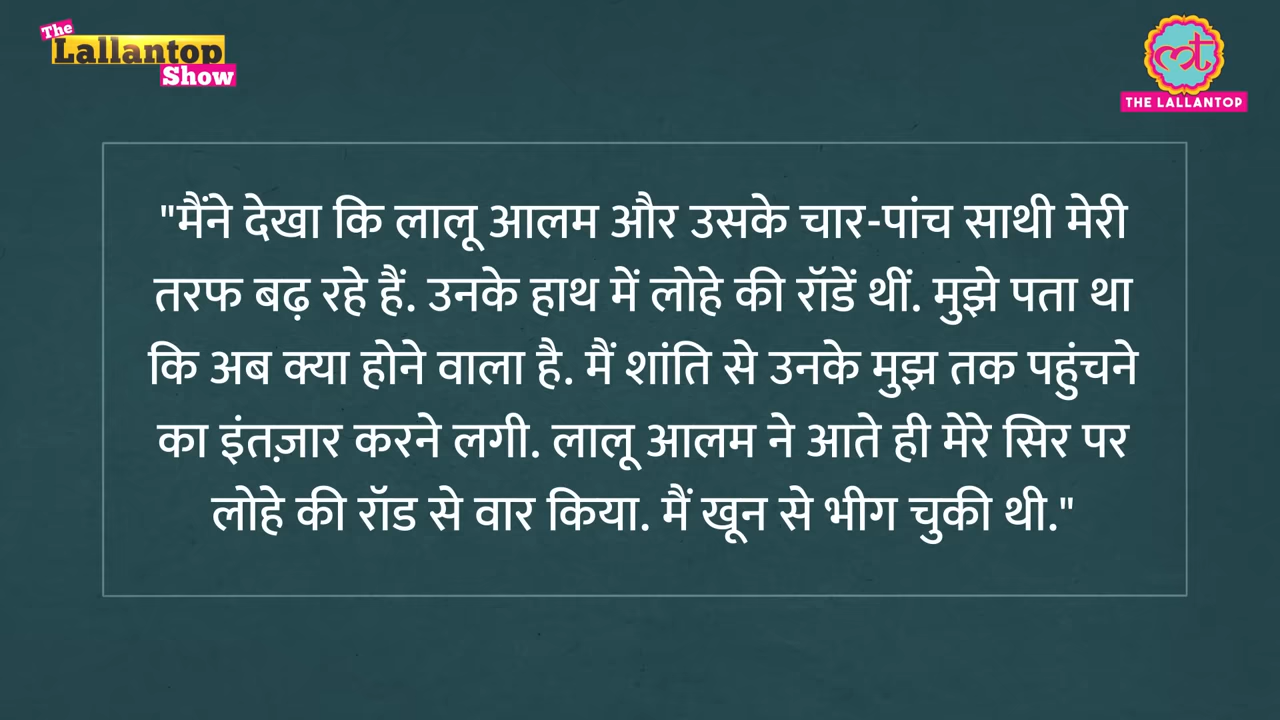 The
Lallantop
Show
लт
THE LALLANTOP
"मैंने देखा कि लालू आलम और उसके चार-पांच साथी मेरी
तरफ बढ़ रहे हैं. उनके हाथ में लोहे की रॉडें थीं. मुझे पता था
कि अब क्या होने वाला है. मैं शांति से उनके मुझ तक पहुंचने
का इंतज़ार करने लगी. लालू आलम ने आते ही मेरे सिर पर
लोहे की रॉड से वार किया. मैं खून से भीग चुकी थी."